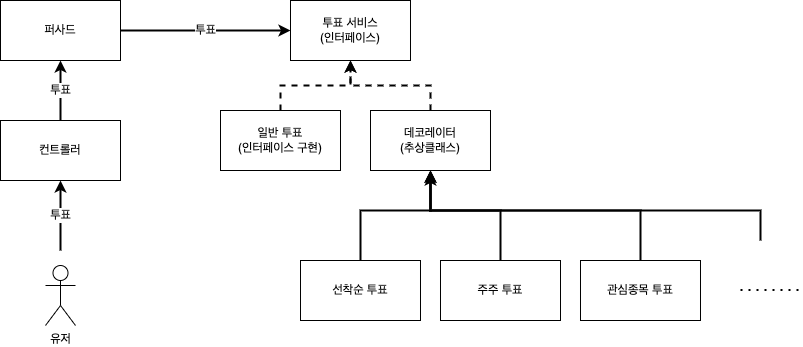 퍼사드
투표
투표 서비스
(인터페이스)
투표
일반 투표
(인터페이스 구현)
데코레이터
(추상클래스)
컨트롤러
투표
선착순 투표
주주 투표
관심종목 투표
........
유저